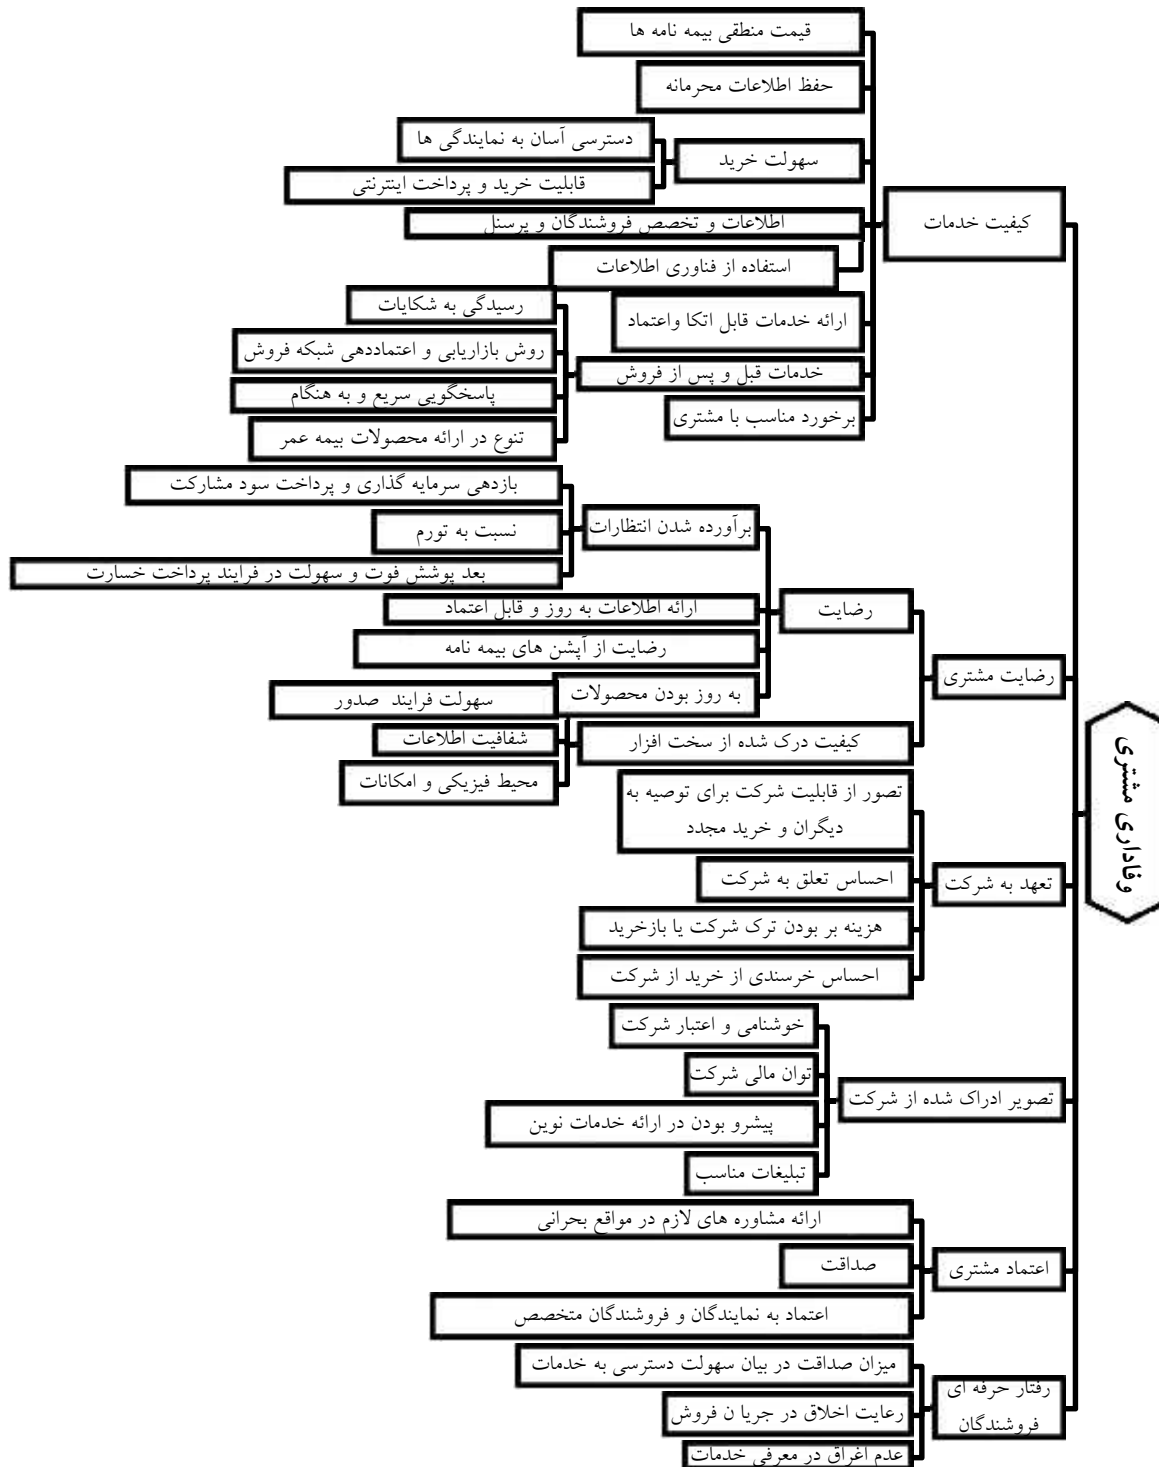 وفاداری مشتری
کیفیت خدمات
قیمت منطقی بیمه نامه ها
حفظ اطلاعات محرمانه
سهولت خرید
دسترسی آسان به نمایندگی ها
قابلیت خرید و پرداخت اینترنتی
اطلاعات و تخصص فروشندگان و پرسنل
استفاده از فناوری اطلاعات
ارائه خدمات قابل اتکا واعتماد
خدمات قبل و پس از فروش
رسیدگی به شکایات
روش بازاریابی و اعتماددهی شبکه فروش
پاسخگویی سریع و به هنگام
تنوع در ارائه محصولات بیمه عمر
برخورد مناسب با مشتری
رضایت مشتری
رضایت
برآورده شدن انتظارات
بازدهی سرمایه گذاری و پرداخت سود مشارکت
نسبت به تورم
بعد پوشش فوت و سهولت در فرایند پرداخت خسارت
ارائه اطلاعات به روز و قابل اعتماد
رضایت از آپشن های بیمه نامه
به روز بودن محصولات
کیفیت درک شده از سخت افزار
سهولت فرایند صدور
شفافیت اطلاعات
محیط فیزیکی و امکانات
تعهد به شرکت
تصور از قابلیت شرکت برای توصیه به
دیگران و خرید مجدد
احساس تعلق به شرکت
هزینه بر بودن ترک شرکت یا بازخرید
احساس خرسندی از خرید از شرکت
تصویر ادراک شده از شرکت
خوشنامی و اعتبار شرکت
توان مالی شرکت
پیشرو بودن در ارائه خدمات نوین
تبلیغات مناسب
اعتماد مشتری
ارائه مشاوره های لازم در مواقع بحرانی
صداقت
اعتماد به نمایندگان و فروشندگان متخصص
رفتار حرفه ای
فروشندگان
میزان صداقت در بیان سهولت دسترسی به خدمات
رعایت اخلاق در جریا ن فروش
عدم اغراق در معرفی خدمات